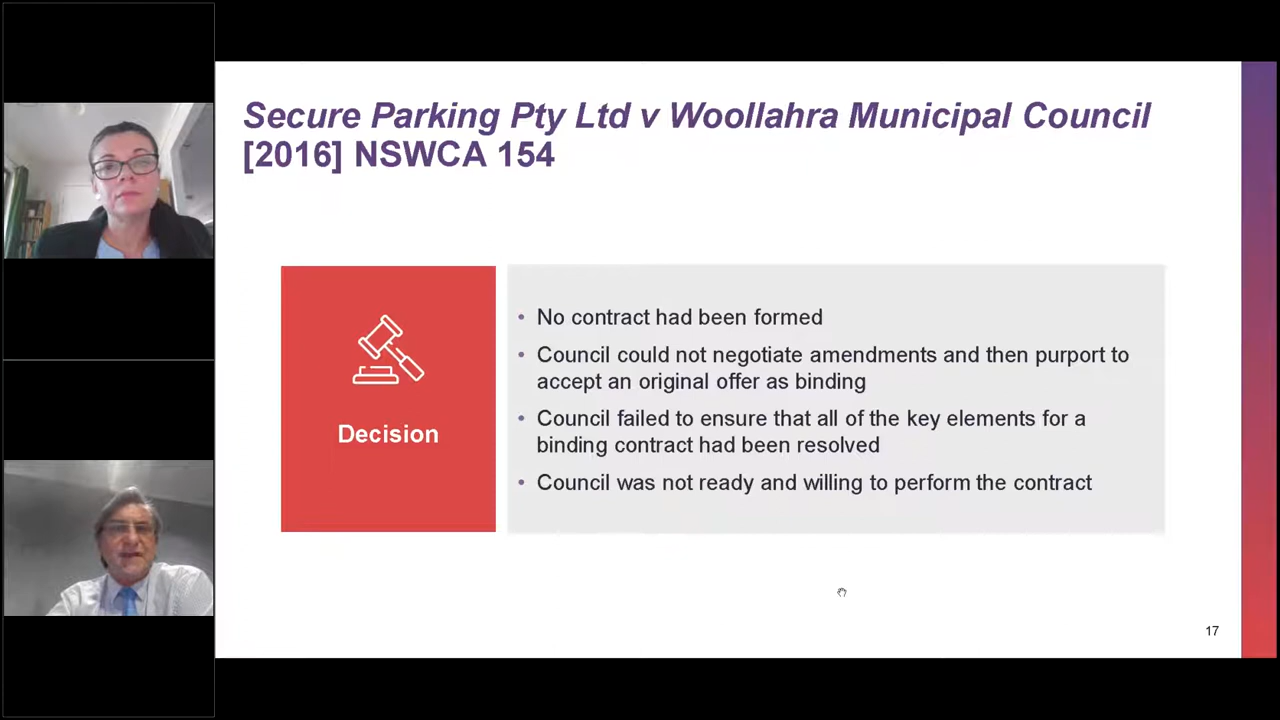 Secure Parking Pty Ltd v Woollahra Municipal Council
[2016] NSWCA 154
Decision
• No contract had been formed
• Council could not negotiate amendments and then purport to
accept an original offer as binding
• Council failed to ensure that all of the key elements for a
binding contract had been resolved
• Council was not ready and willing to perform the contract
17